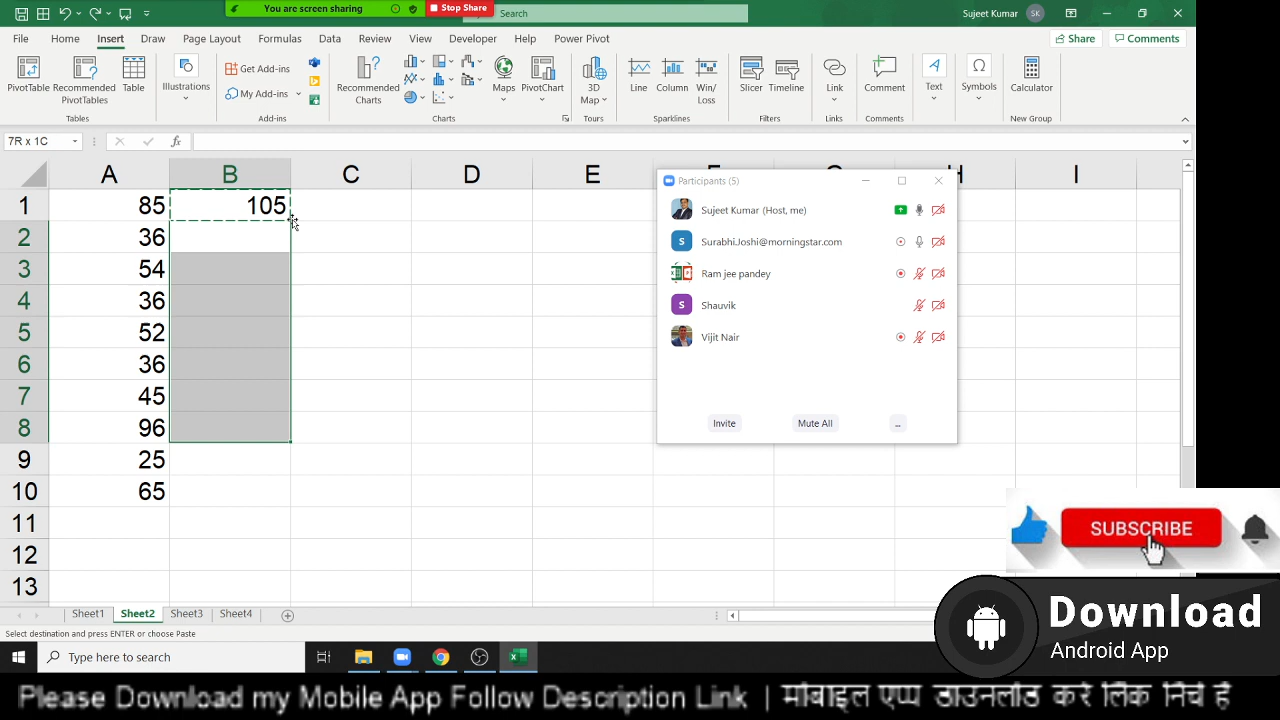 You are screen sharing
Stop Share
Search
Sujeet Kumar
SK
File Home Insert Draw Page Layout Formulas Data Review View Developer Help Power Pivot
Share
Comments
PivotTable
Recommended PivotTables
Table
Illustrations
Get Add-ins
My Add-ins
Recommended Charts
Maps
PivotChart
3D Map
Line
Column
Win/Loss
Slicer
Timeline
Link
Comment
Text
Symbols
Calculator
Tables
Add-ins
Charts
Tours
Sparklines
Filters
Links
Comments
New Group
7R x 1C
fx
A B C D E F G H I
1 85 105
2 36
3 54
4 36
5 52
6 36
7 45
8 96
9 25
10 65
11
12
13
Participants (5)
Sujeet Kumar (Host, me)
S Surabhi.Joshi@morningstar.com
Ram jee pandey
S Shauvik
Vijit Nair
Invite
Mute All
...
SUBSCRIBE
Download
Android App
Sheet1 Sheet2 Sheet3 Sheet4
Select destination and press ENTER or choose Paste
Type here to search
Please Download my Mobile App Follow Description Link | मोबाइल एप्प डाउनलोड करे लिंक निचे है